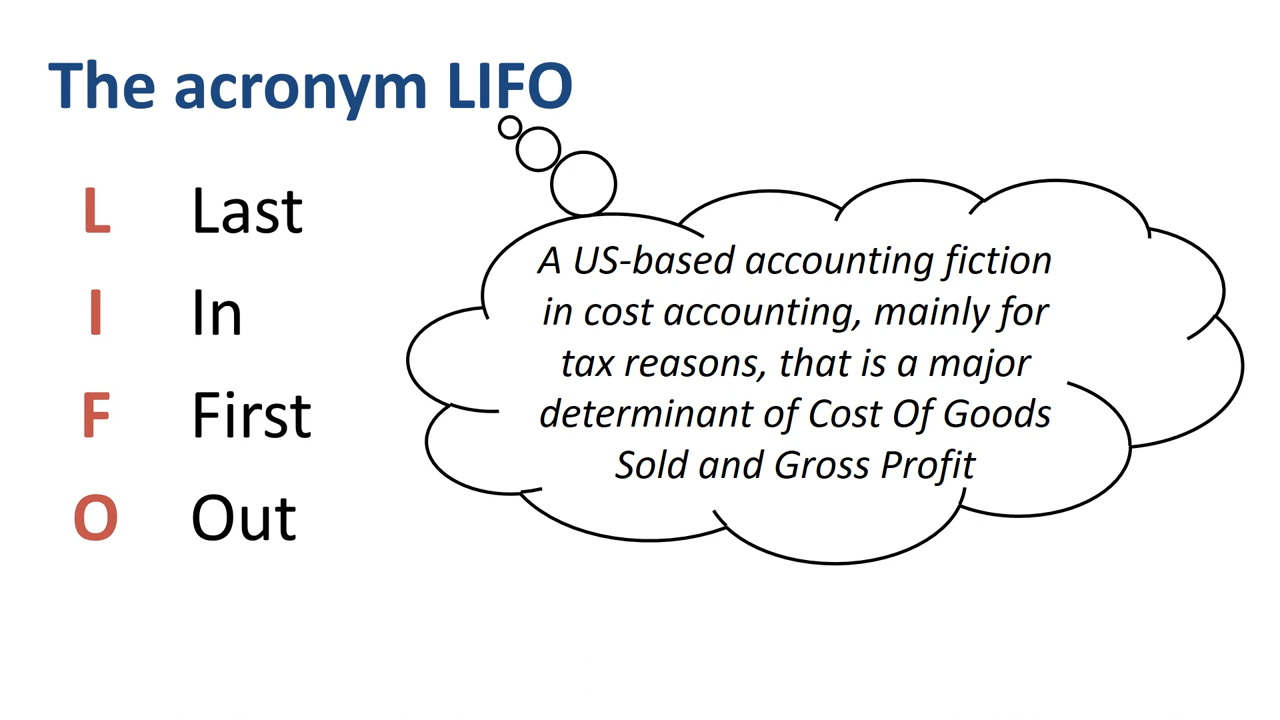 The acronym LIFO
L Last
I In
F First
O Out
A US-based accounting fiction
in cost accounting, mainly for
tax reasons, that is a major
determinant of Cost Of Goods
Sold and Gross Profit